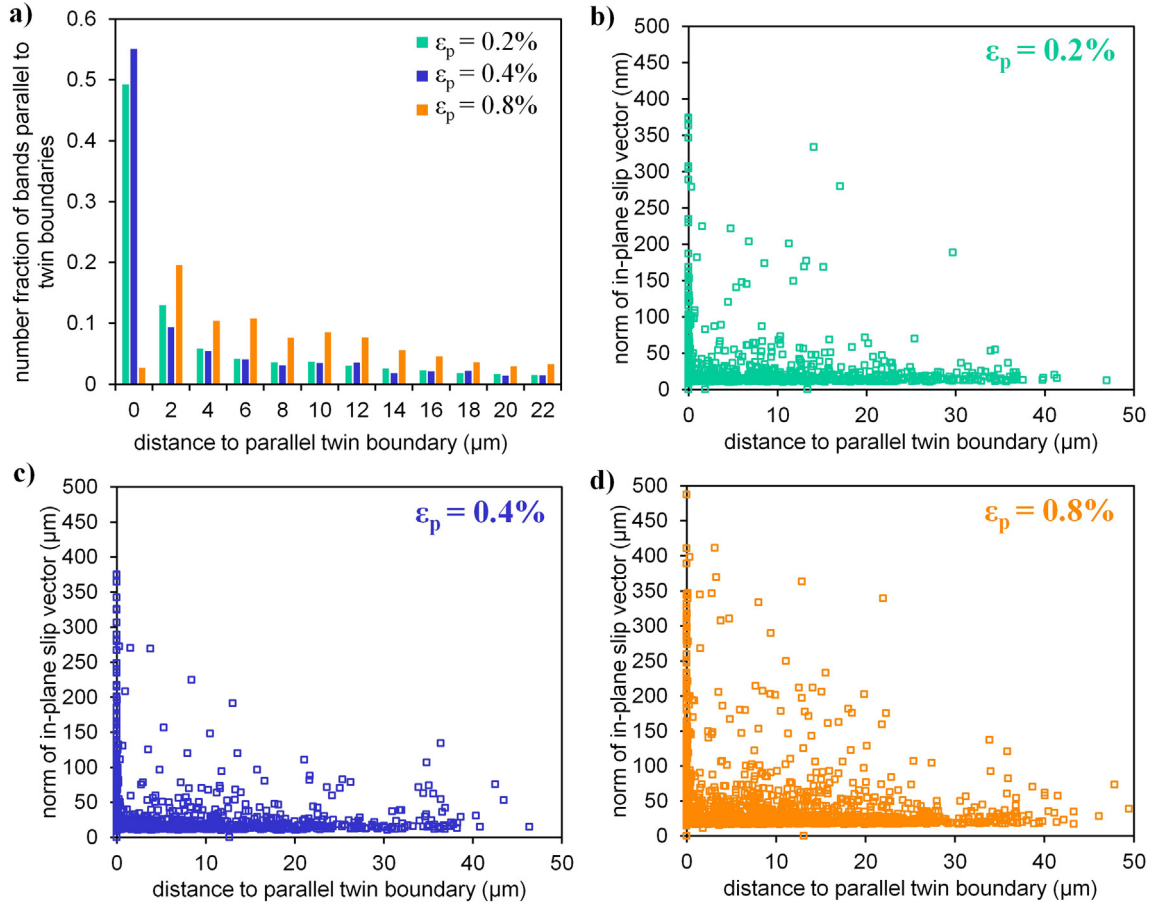 a)
0.6
0.5
0.4
0.3
0.2
0.1
0
number fraction of bands parallel to
twin boundaries
εp = 0.2%
εp = 0.4%
εp = 0.8%
0 2 4 6 8 10 12 14 16 18 20 22
distance to parallel twin boundary (µm)
b)
500
450
400
350
300
250
200
150
100
50
0
norm of in-plane slip vector (nm)
εp = 0.2%
0 10 20 30 40 50
distance to parallel twin boundary (µm)
c)
500
450
400
350
300
250
200
150
100
50
0
norm of in-plane slip vector (µm)
εp = 0.4%
0 10 20 30 40 50
distance to parallel twin boundary (µm)
d)
500
450
400
350
300
250
200
150
100
50
0
norm of in-plane slip vector (µm)
εp = 0.8%
0 10 20 30 40 50
distance to parallel twin boundary (µm)